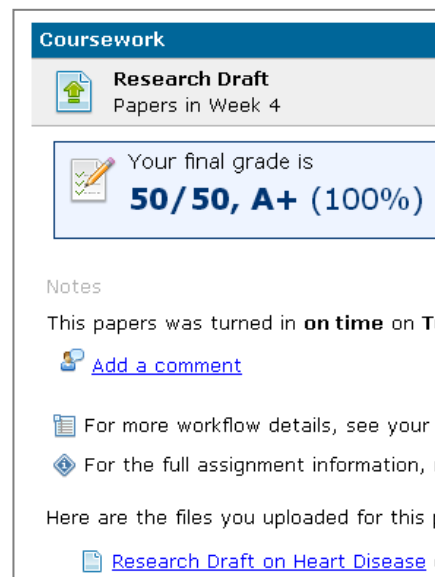 Coursework
Research Draft
Papers in Week 4
Your final grade is
50/50, A+ (100%)
Notes
This papers was turned in on time on
Add a comment
For more workflow details, see your
For the full assignment information,
Here are the files you uploaded for this
Research Draft on Heart Disease